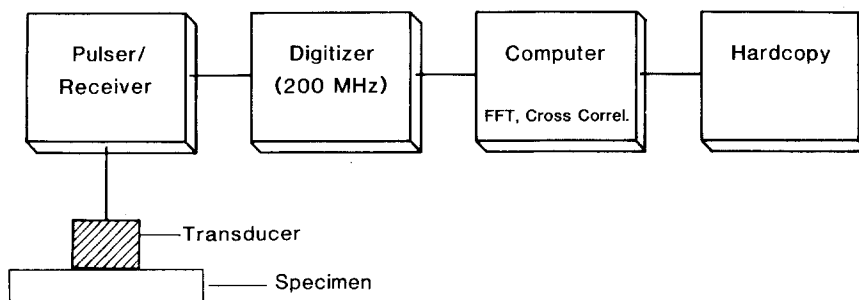 Pulser/
Receiver
Digitizer
(200 MHz)
Computer
FFT, Cross Correl.
Hardcopy
Transducer
Specimen